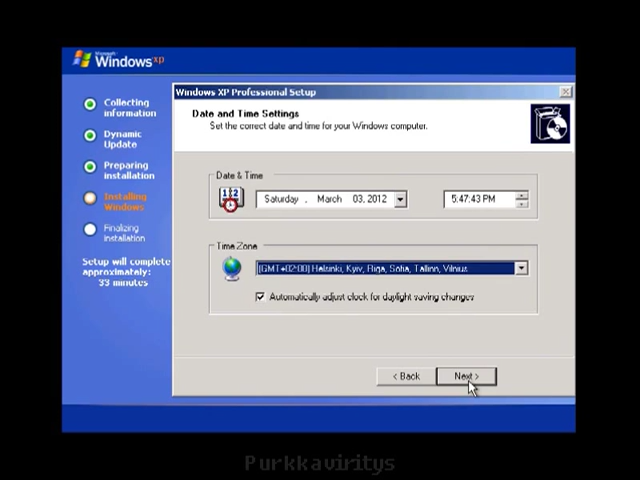 Microsoft
Windows xp
Collecting
information
Dynamic
Update
Preparing
installation
Installing
Windows
Finalizing
installation
Setup will complete
approximately:
33 minutes
Windows XP Professional Setup
Date and Time Settings
Set the correct date and time for your Windows computer.
Date & Time
Saturday , March 03, 2012
5:47:43 PM
Time Zone
(GMT+02:00) Helsinki, Kyiv, Riga, Sofia, Tallinn, Vilnius
Automatically adjust clock for daylight saving changes
< Back
Next >
Purkkaviritys